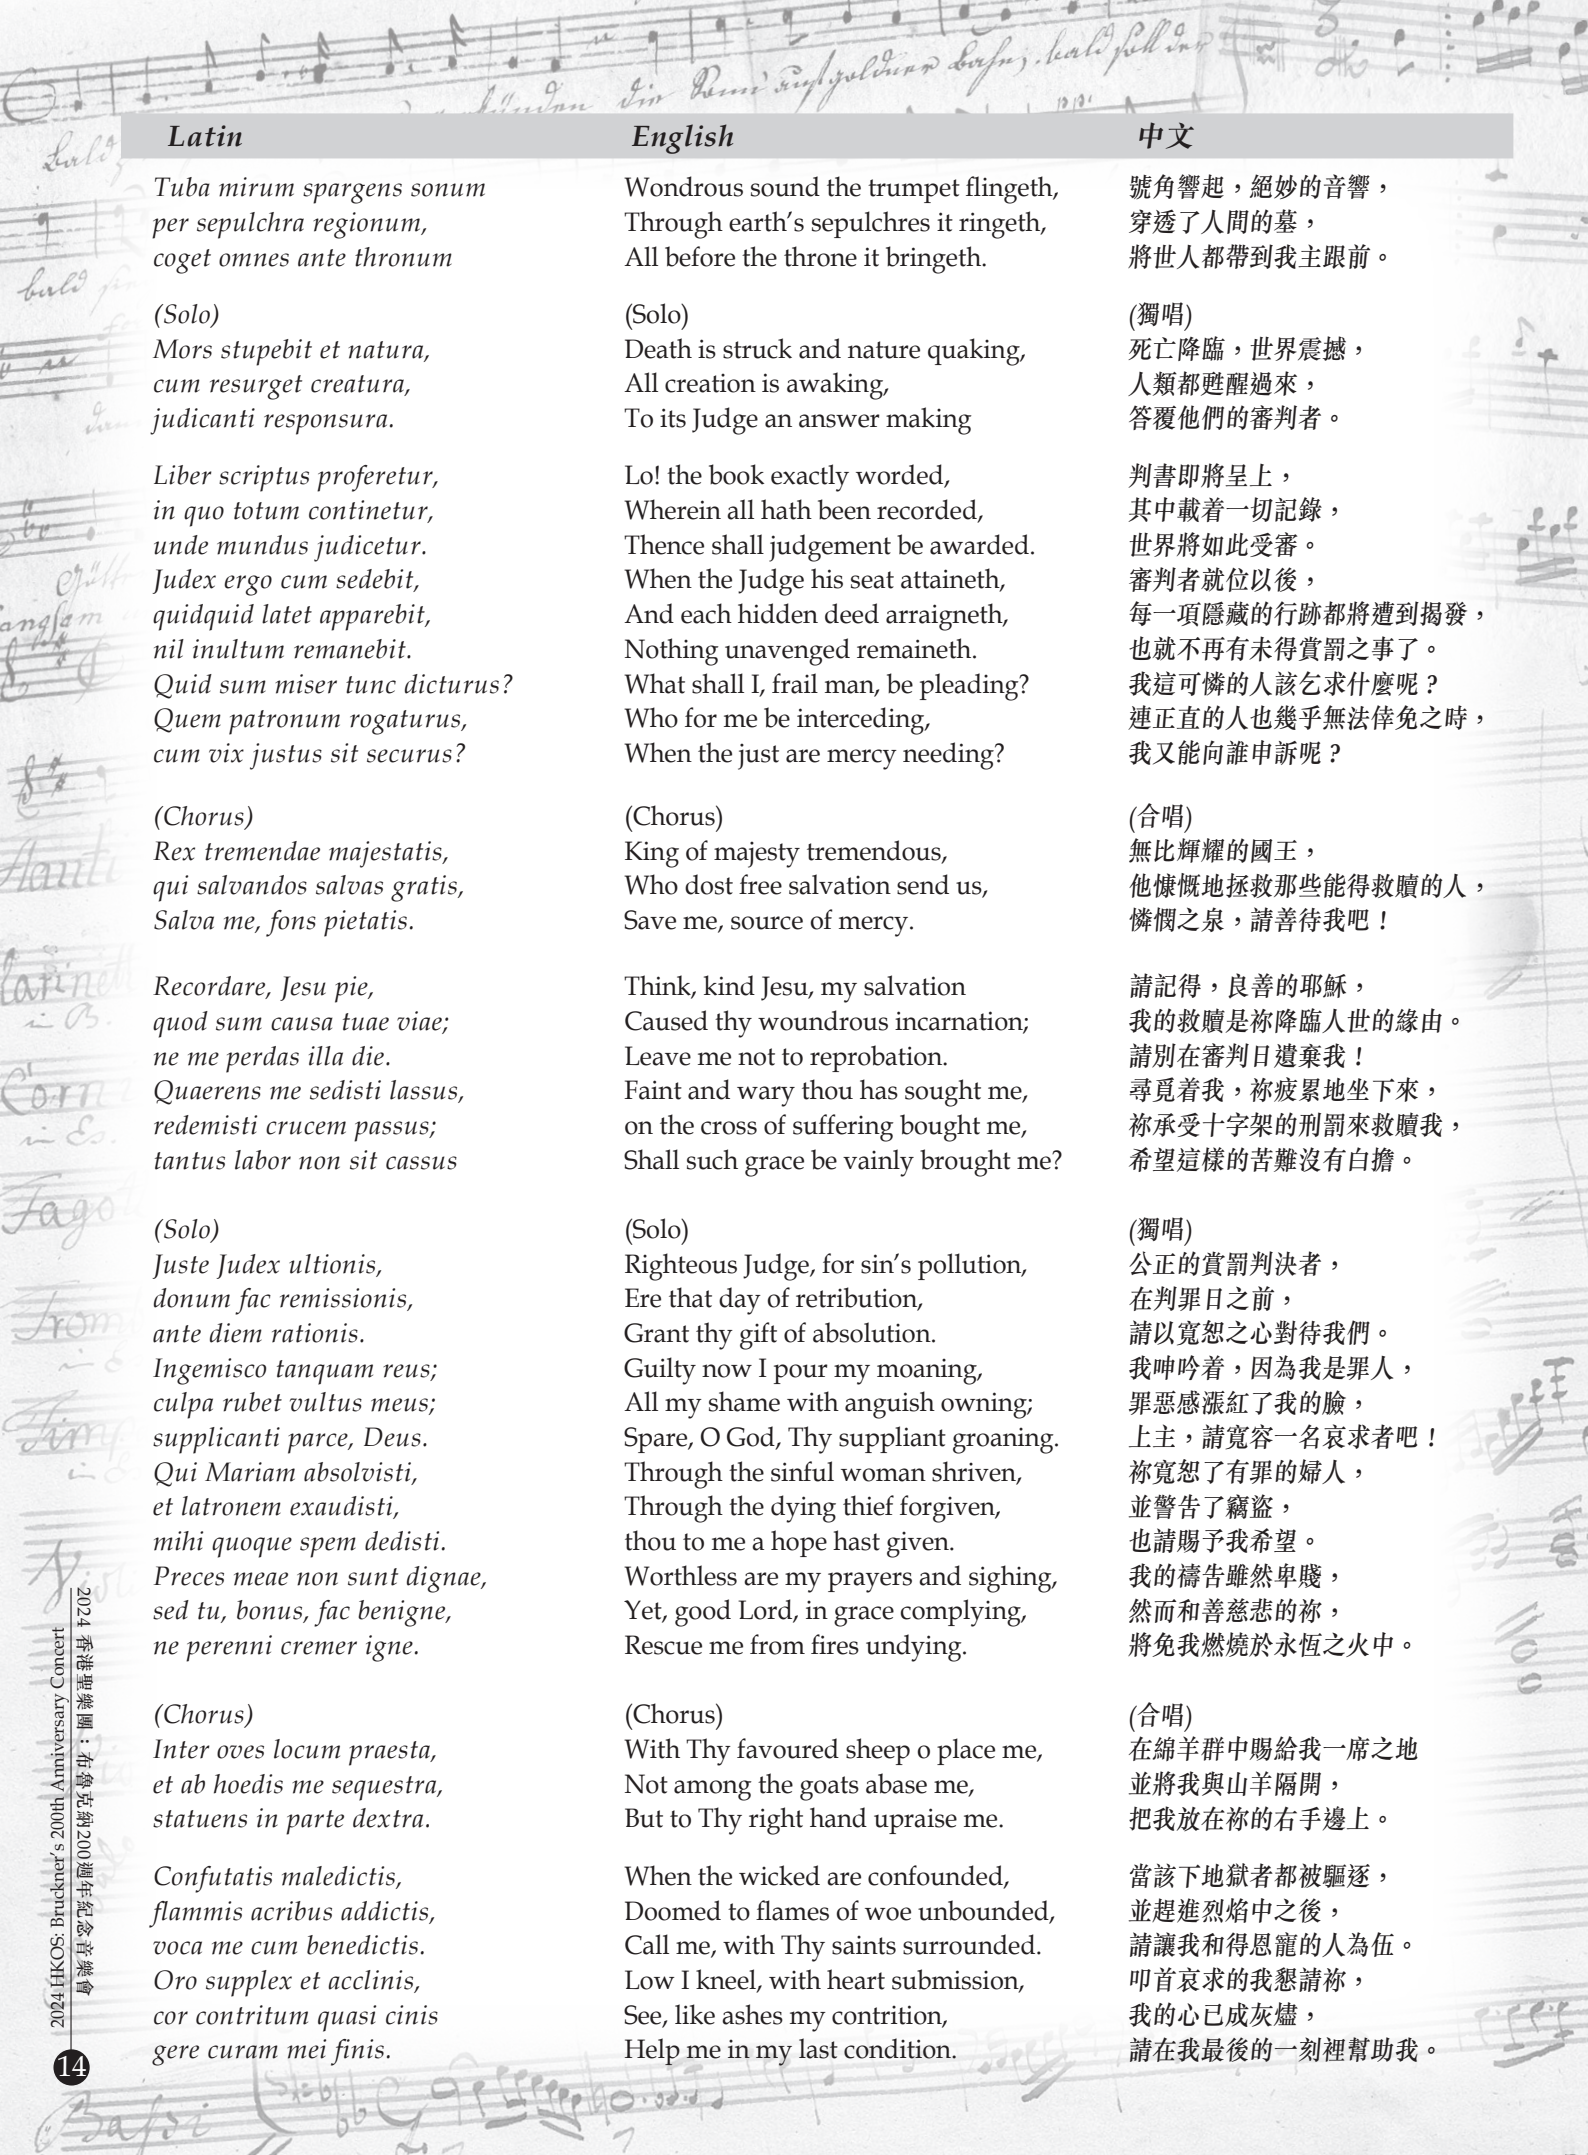 Latin
Tuba mirum spargens sonum
per sepulchra regionum,
coget omnes ante thronum
(Solo)
Mors stupebit et natura,
cum resurget creatura,
judicanti responsura.
Liber scriptus proferetur,
in quo totum continetur,
unde mundus judicetur.
Judex ergo cum sedebit,
quidquid latet apparebit,
nil inultum remanebit.
Quid sum miser tunc dicturus?
Quem patronum rogaturus,
cum vix justus sit securus?
(Chorus)
Rex tremendae majestatis,
qui salvandos salvas gratis,
Salva me, fons pietatis.
Recordare, Jesu pie,
quod sum causa tuae viae;
ne me perdas illa die.
Quaerens me sedisti lassus,
redemisti crucem passus;
tantus labor non sit cassus
(Solo)
Juste Judex ultionis,
donum fac remissionis,
ante diem rationis.
Ingemisco tanquam reus;
culpa rubet vultus meus;
supplicanti parce, Deus.
Qui Mariam absolvisti,
et latronem exaudisti,
mihi quoque spem dedisti.
Preces meae non sunt dignae,
sed tu, bonus, fac benigne,
ne perenni cremer igne.
(Chorus)
Inter oves locum praesta,
et ab hoedis me sequestra,
statuens in parte dextra.
Confutatis maledictis,
flammis acribus addictis,
voca me cum benedictis.
Oro supplex et acclinis,
cor contritum quasi cinis
gere curam mei finis.
English
Wondrous sound the trumpet flingeth,
Through earth's sepulchres it ringeth,
All before the throne it bringeth.
(Solo)
Death is struck and nature quaking,
All creation is awaking,
To its Judge an answer making
Lo! the book exactly worded,
Wherein all hath been recorded,
Thence shall judgement be awarded.
When the Judge his seat attaineth,
And each hidden deed arraigneth,
Nothing unavenged remaineth.
What shall I, frail man, be pleading?
Who for me be interceding,
When the just are mercy needing?
(Chorus)
King of majesty tremendous,
Who dost free salvation send us,
Save me, source of mercy.
Think, kind Jesu, my salvation
Caused thy woundrous incarnation;
Leave me not to reprobation.
Faint and wary thou has sought me,
on the cross of suffering bought me,
Shall such grace be vainly brought me?
(Solo)
Righteous Judge, for sin's pollution,
Ere that day of retribution,
Grant thy gift of absolution.
Guilty now I pour my moaning,
All my shame with anguish owning;
Spare, O God, Thy suppliant groaning.
Through the sinful woman shriven,
Through the dying thief forgiven,
thou to me a hope hast given.
Worthless are my prayers and sighing,
Yet, good Lord, in grace complying,
Rescue me from fires undying.
(Chorus)
With Thy favoured sheep o place me,
Not among the goats abase me,
But to Thy right hand upraise me.
When the wicked are confounded,
Doomed to flames of woe unbounded,
Call me, with Thy saints surrounded.
Low I kneel, with heart submission,
See, like ashes my contrition,
Help me in my last condition.
中文
號角響起，絕妙的音響，
穿透了人間的墓，
將世人都帶到我主跟前。
(獨唱)
死亡降臨，世界震撼，
人類都甦醒過來，
答覆他們的審判者。
判書即將呈上，
其中載着一切記錄，
世界將如此受審。
審判者就位以後，
每一項隱藏的行跡都將遭到揭發，
也就不再有未得賞罰之事了。
我這可憐的人該乞求什麼呢？
連正直的人也幾乎無法倖免之時，
我又能向誰申訴呢？
(合唱)
無比輝耀的國王，
他慷慨地拯救那些能得救贖的人，
憐憫之泉，請善待我吧！
請記得，良善的耶穌，
我的救贖是祢降臨人世的緣由。
請別在審判日遺棄我！
尋覓着我，祢疲累地坐下來，
祢承受十字架的刑罰來救贖我，
希望這樣的苦難沒有白擔。
(獨唱)
公正的賞罰判決者，
在判罪日之前，
請以寬恕之心對待我們。
我呻吟着，因為我是罪人，
罪惡感漲紅了我的臉，
上主，請寬容一名哀求者吧！
祢寬恕了有罪的婦人，
並警告了竊盜，
也請賜予我希望。
我的禱告雖然卑賤，
然而和善慈悲的祢，
將免我燃燒於永恆之火中。
(合唱)
在綿羊群中賜給我一席之地
並將我與山羊隔開，
把我放在祢的右手邊上。
當該下地獄者都被驅逐，
並趕進烈焰中之後，
請讓我和得恩寵的人為伍。
叩首哀求的我懇請祢，
我的心已成灰燼，
請在我最後的一刻裡幫助我。
2024 香港聖樂團：布魯克納200週年紀念音樂會
2024 HKOS: Bruckner's 200th Anniversary Concert
14